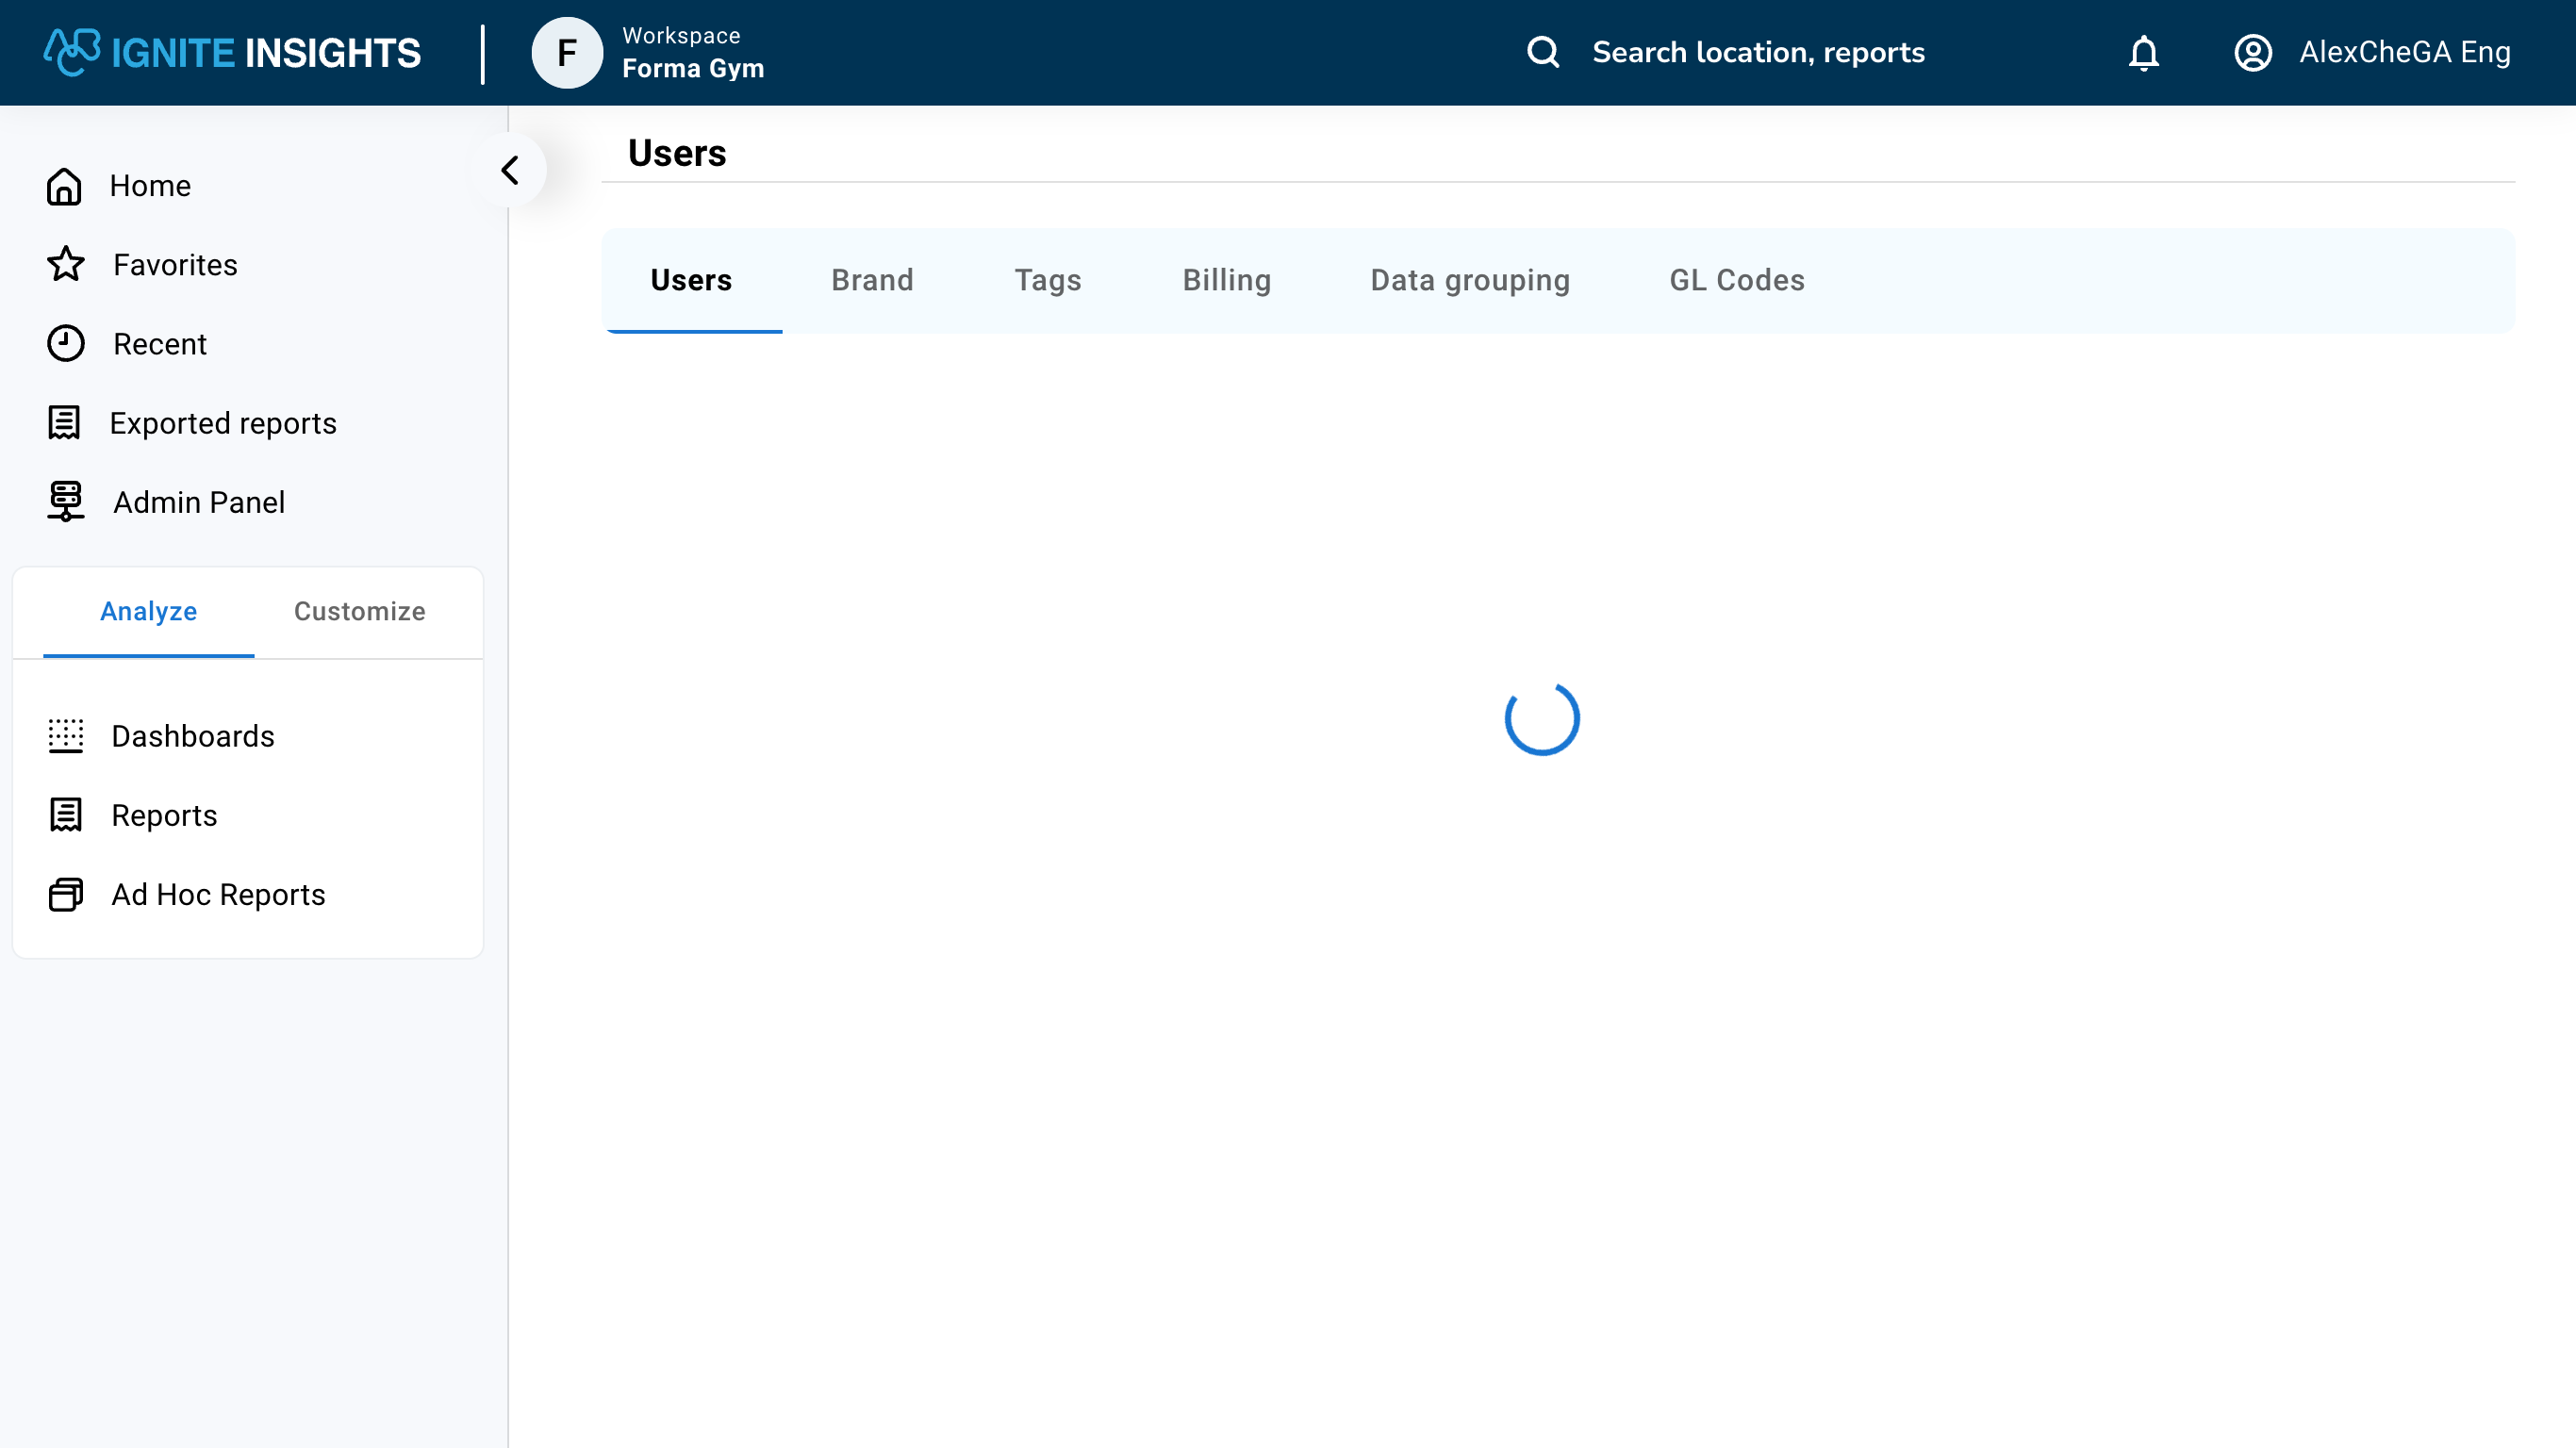 IGNITE INSIGHTS
F
Workspace
Forma Gym
Search location, reports
AlexCheGA Eng
Home
Favorites
Recent
Exported reports
Admin Panel
Analyze
Customize
Dashboards
Reports
Ad Hoc Reports
Users
Users
Brand
Tags
Billing
Data grouping
GL Codes